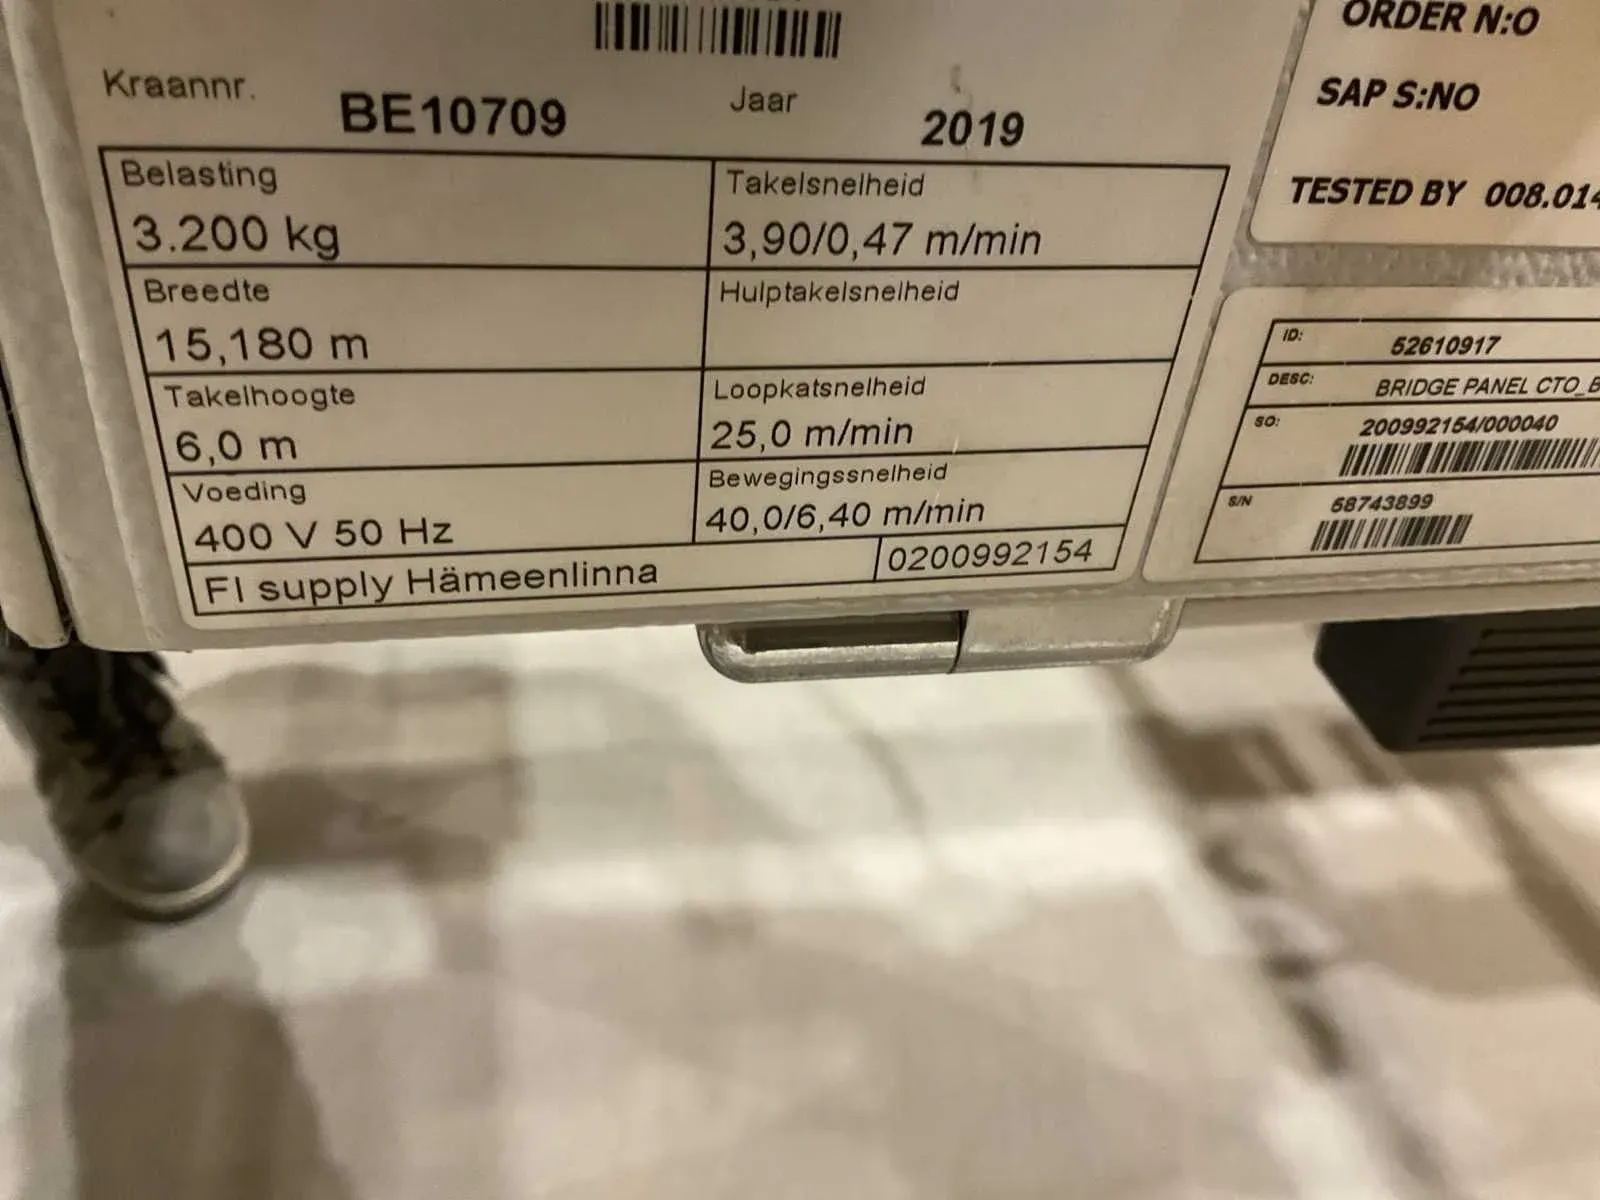 Kraannr. BE10709 Jaar 2019
Belasting
3.200 kg
Takelsnelheid
3,90/0,47 m/min
Breedte
15,180 m
Hulptakelsnelheid
Takelhoogte
6,0 m
Loopkatsnelheid
25,0 m/min
Voeding
400 V 50 Hz
Bewegingssnelheid
40,0/6,40 m/min
FI supply Hämeenlinna 0200992154
ORDER N:O
SAP S:NO
TESTED BY 008.014
ID: 52610917
DESC: BRIDGE PANEL CTO_B
SO: 200992154/000040
S/N 58743899